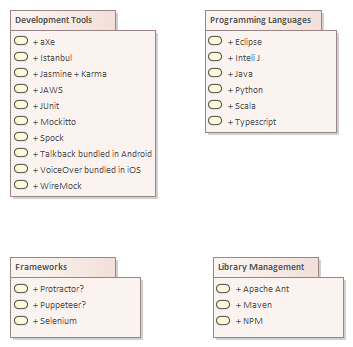 Development Tools
+ aXe
+ Istanbul
+ Jasmine + Karma
+ JAWS
+ JUnit
+ Mockitto
+ Spock
+ Talkback bundled in Android
+ VoiceOver bundled in iOS
+ WireMock
Programming Languages
+ Eclipse
+ Inteli J
+ Java
+ Python
+ Scala
+ Typescript
Frameworks
+ Protractor?
+ Puppeteer?
+ Selenium
Library Management
+ Apache Ant
+ Maven
+ NPM